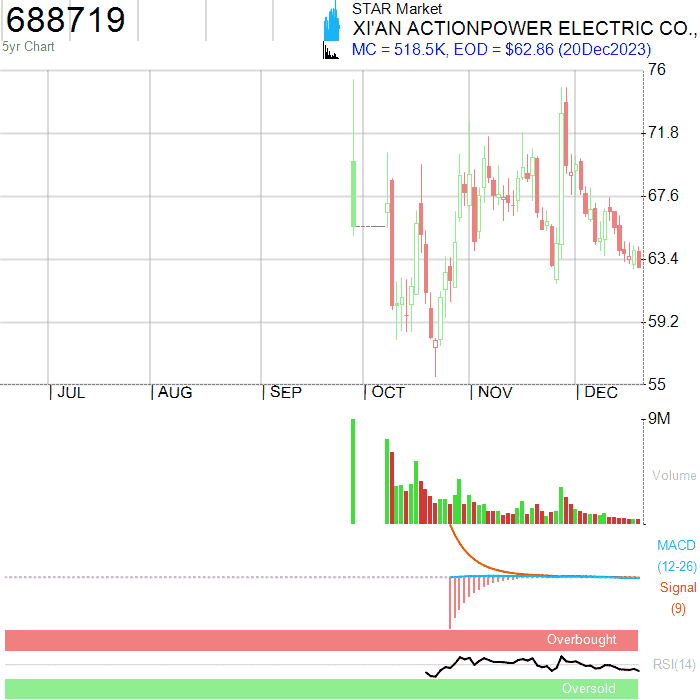 688719
5yr Chart
STAR Market
XI'AN ACTIONPOWER ELECTRIC CO.,
MC = 518.5K, EOD = $62.86 (20Dec2023)
76
71.8
67.6
63.4
59.2
55
JUL AUG SEP OCT NOV DEC
9M
Volume
MACD
(12-26)
Signal
(9)
Overbought
RSI(14)
Oversold